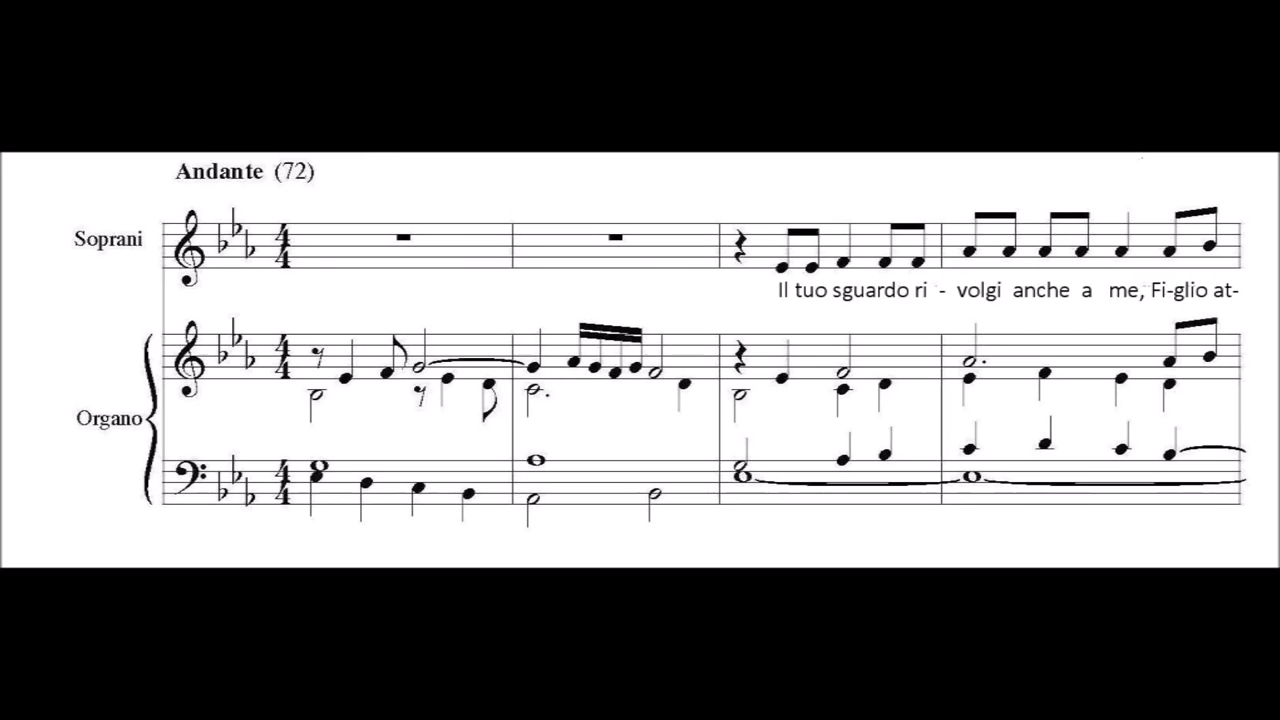 Andante (72)
Soprani
Il tuo sguardo ri - volgi anche a me, Fi-glio at-
Organo